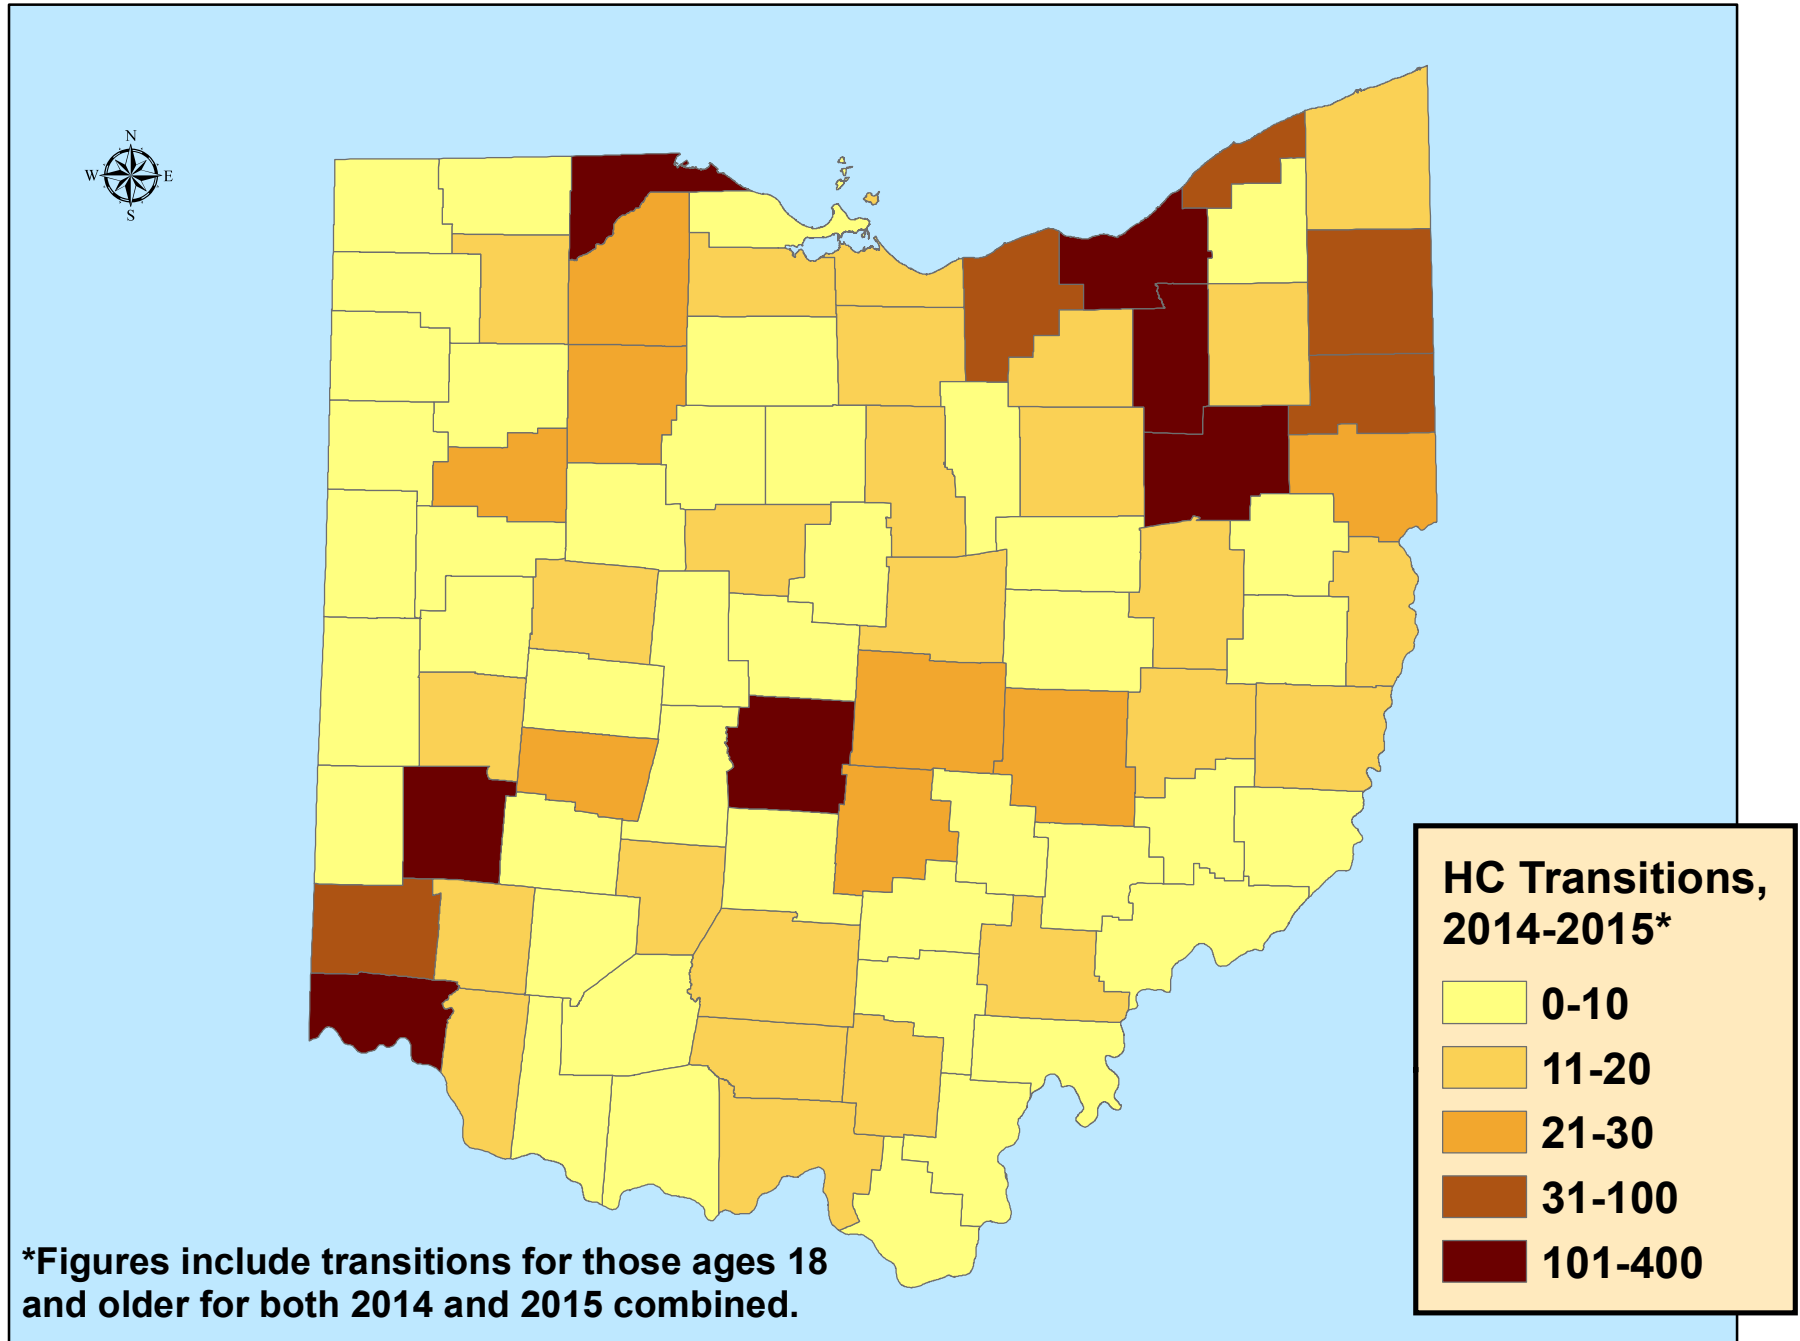 N
W E
S
HC Transitions,
2014-2015*
0-10
11-20
21-30
31-100
101-400
*Figures include transitions for those ages 18
and older for both 2014 and 2015 combined.